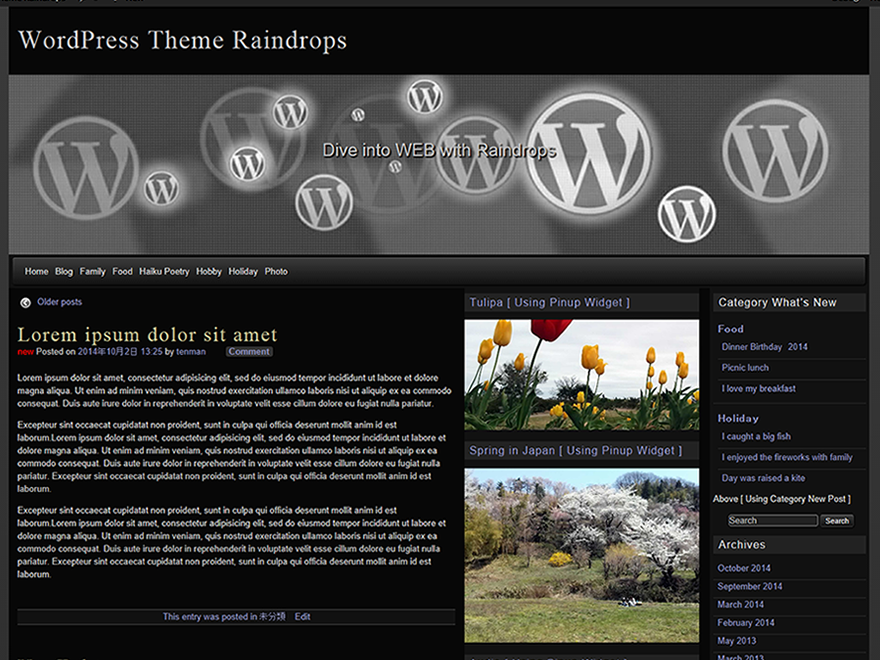 WordPress Theme Raindrops
Dive into WEB with Raindrops
Home Blog Family Food Haiku Poetry Hobby Holiday Photo
Older posts
Lorem ipsum dolor sit amet
new Posted on 2014年10月2日 13:25 by tenman Comment
Lorem ipsum dolor sit amet, consectetur adipisicing elit, sed do eiusmod tempor incididunt ut labore et dolore
magna aliqua. Ut enim ad minim veniam, quis nostrud exercitation ullamco laboris nisi ut aliquip ex ea commodo
consequat. Duis aute irure dolor in reprehenderit in voluptate velit esse cillum dolore eu fugiat nulla pariatur.
Excepteur sint occaecat cupidatat non proident, sunt in culpa qui officia deserunt mollit anim id est
laborum.Lorem ipsum dolor sit amet, consectetur adipisicing elit, sed do eiusmod tempor incididunt ut labore et
dolore magna aliqua. Ut enim ad minim veniam, quis nostrud exercitation ullamco laboris nisi ut aliquip ex ea
commodo consequat. Duis aute irure dolor in reprehenderit in voluptate velit esse cillum dolore eu fugiat nulla
pariatur. Excepteur sint occaecat cupidatat non proident, sunt in culpa qui officia deserunt mollit anim id est
laborum.
Excepteur sint occaecat cupidatat non proident, sunt in culpa qui officia deserunt mollit anim id est
laborum.Lorem ipsum dolor sit amet, consectetur adipisicing elit, sed do eiusmod tempor incididunt ut labore et
dolore magna aliqua. Ut enim ad minim veniam, quis nostrud exercitation ullamco laboris nisi ut aliquip ex ea
commodo consequat. Duis aute irure dolor in reprehenderit in voluptate velit esse cillum dolore eu fugiat nulla
pariatur. Excepteur sint occaecat cupidatat non proident, sunt in culpa qui officia deserunt mollit anim id est
laborum.
This entry was posted in 未分類 Edit
Tulipa [ Using Pinup Widget ]
Spring in Japan [ Using Pinup Widget ]
Category What's New
Food
Dinner Birthday 2014
Picnic lunch
I love my breakfast
Holiday
I caught a big fish
I enjoyed the fireworks with family
Day was raised a kite
Above [ Using Category New Post ]
Search Search
Archives
October 2014
September 2014
March 2014
February 2014
May 2013
March 2013